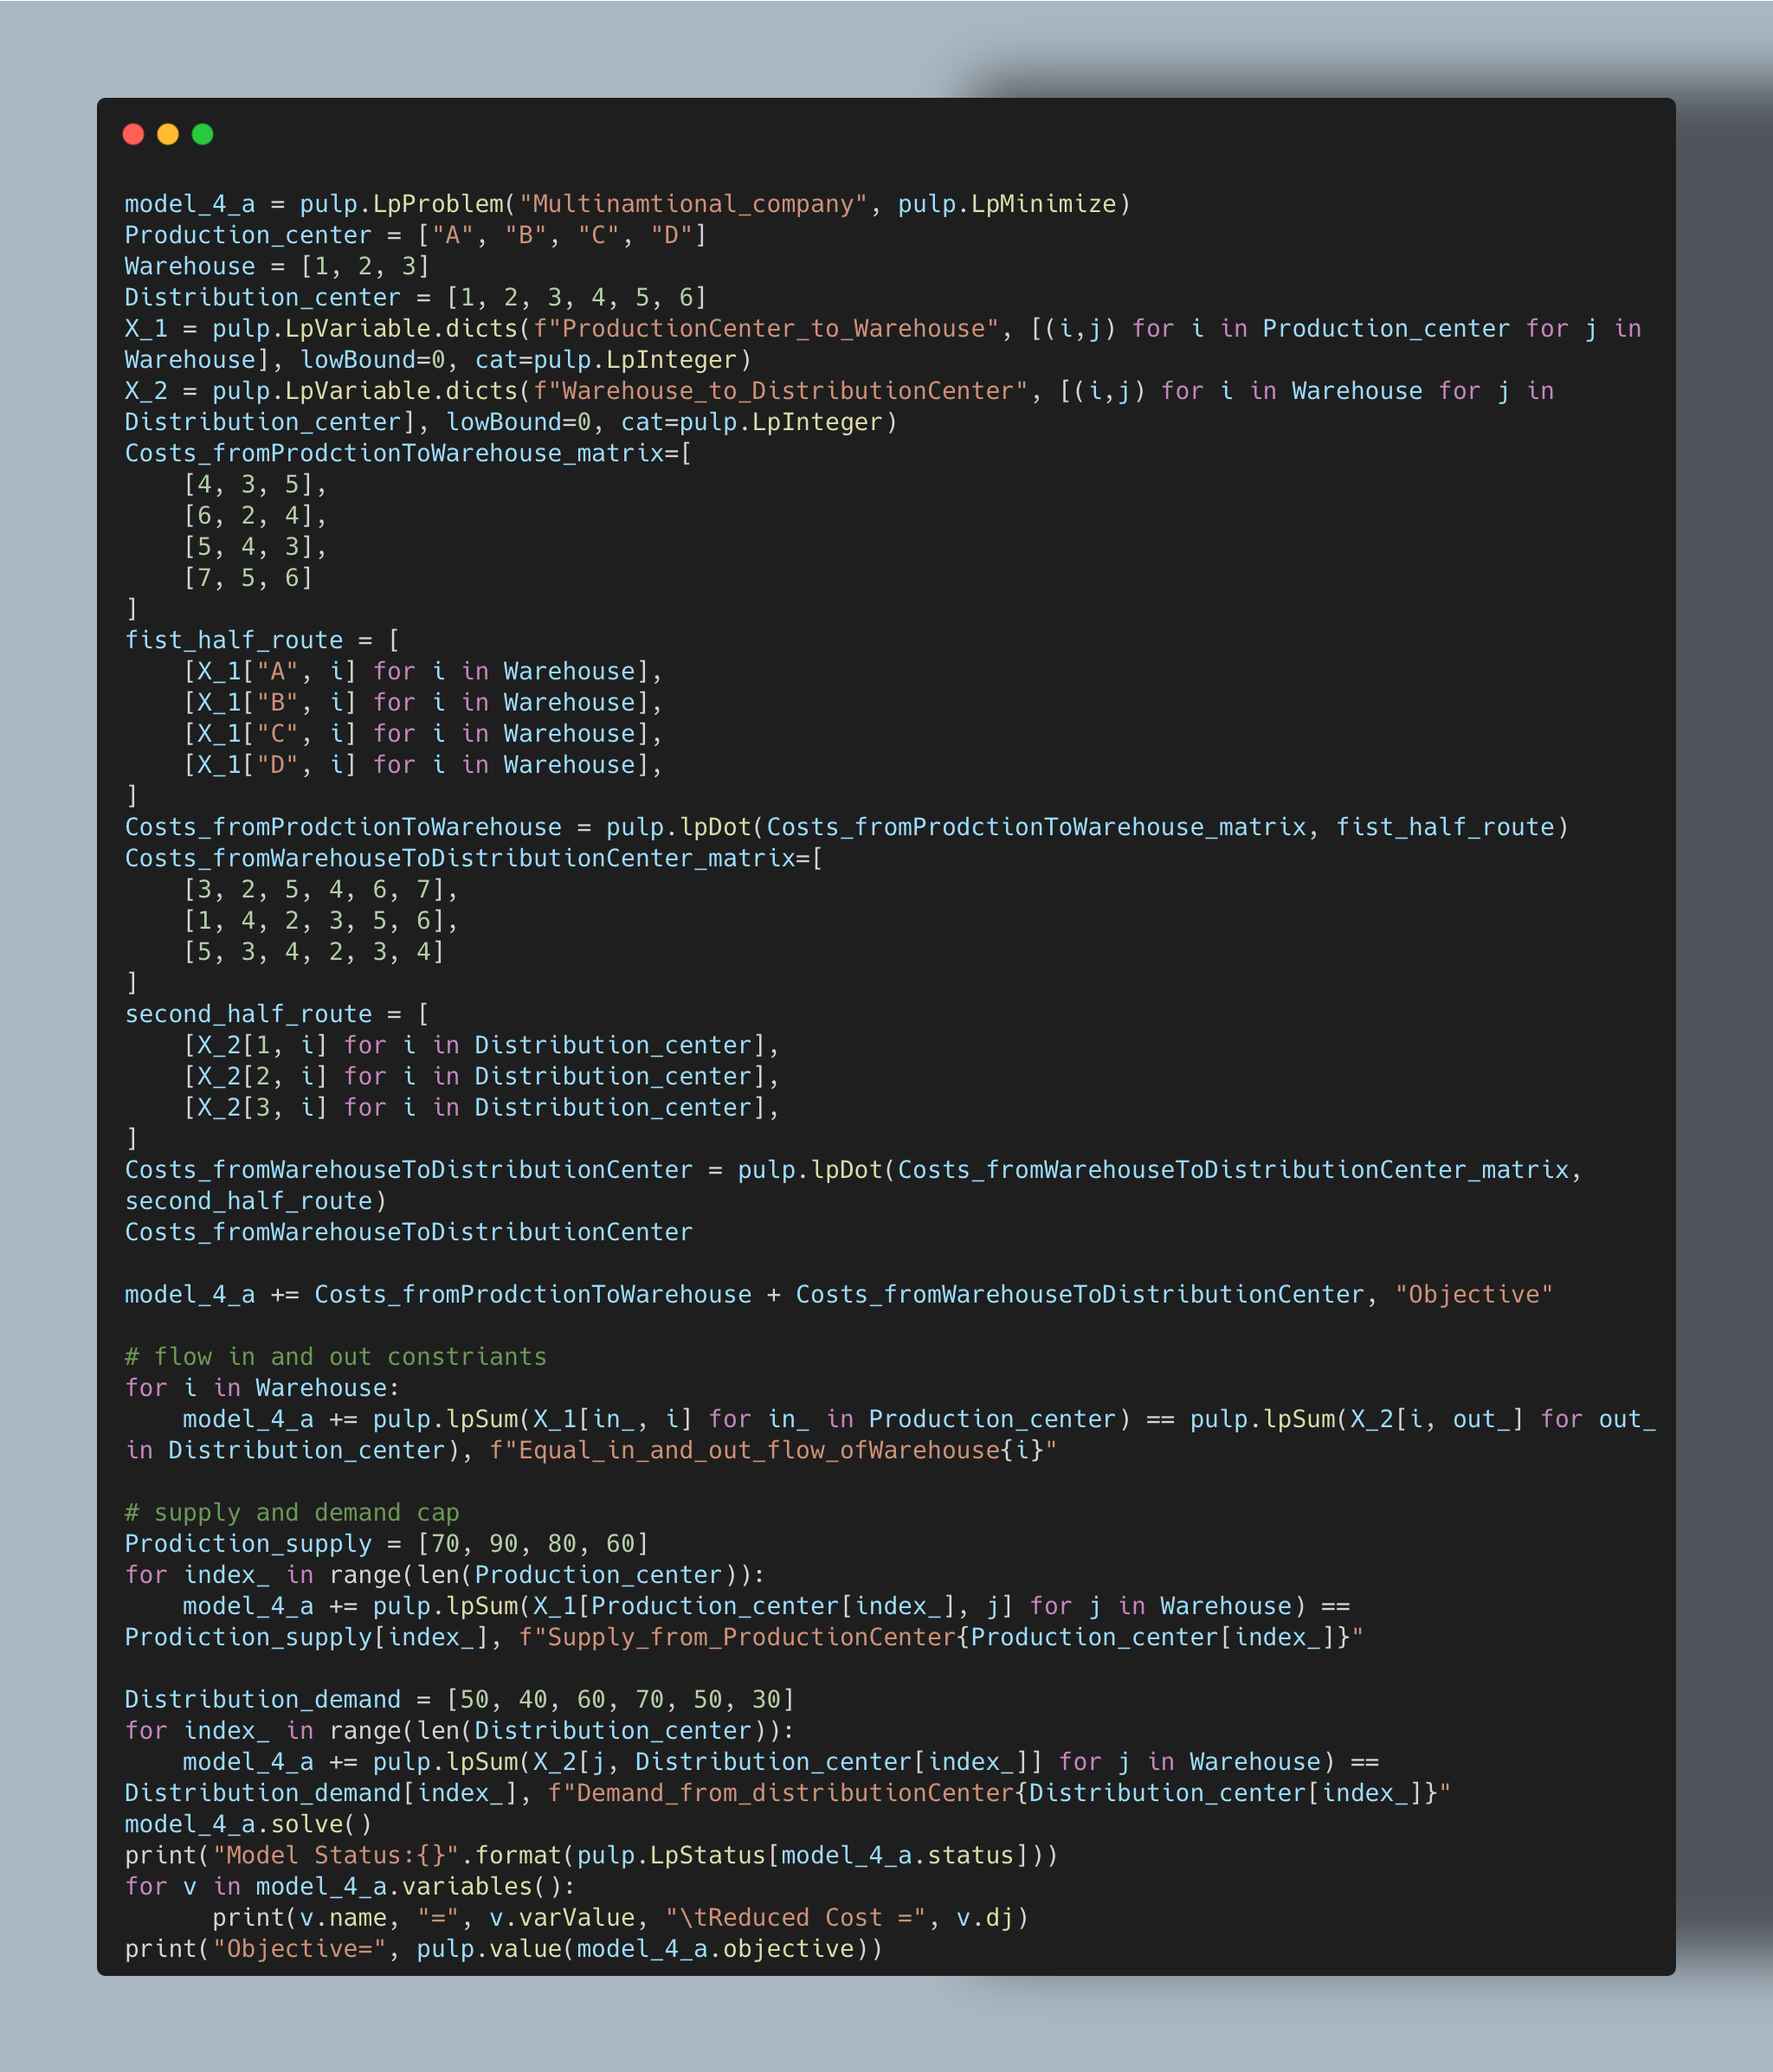 model_4_a = pulp.LpProblem("Multinamtional_company", pulp.LpMinimize)
Production_center = ["A", "B", "C", "D"]
Warehouse = [1, 2, 3]
Distribution_center = [1, 2, 3, 4, 5, 6]
X_1 = pulp.LpVariable.dicts(f"ProductionCenter_to_Warehouse", [(i,j) for i in Production_center for j in
Warehouse], lowBound=0, cat=pulp.LpInteger)
X_2 = pulp.LpVariable.dicts(f"Warehouse_to_DistributionCenter", [(i,j) for i in Warehouse for j in
Distribution_center], lowBound=0, cat=pulp.LpInteger)
Costs_fromProdctionToWarehouse_matrix=[
    [4, 3, 5],
    [6, 2, 4],
    [5, 4, 3],
    [7, 5, 6]
]
fist_half_route = [
    [X_1["A", i] for i in Warehouse],
    [X_1["B", i] for i in Warehouse],
    [X_1["C", i] for i in Warehouse],
    [X_1["D", i] for i in Warehouse],
]
Costs_fromProdctionToWarehouse = pulp.lpDot(Costs_fromProdctionToWarehouse_matrix, fist_half_route)
Costs_fromWarehouseToDistributionCenter_matrix=[
    [3, 2, 5, 4, 6, 7],
    [1, 4, 2, 3, 5, 6],
    [5, 3, 4, 2, 3, 4]
]
second_half_route = [
    [X_2[1, i] for i in Distribution_center],
    [X_2[2, i] for i in Distribution_center],
    [X_2[3, i] for i in Distribution_center],
]
Costs_fromWarehouseToDistributionCenter = pulp.lpDot(Costs_fromWarehouseToDistributionCenter_matrix,
second_half_route)
Costs_fromWarehouseToDistributionCenter

model_4_a += Costs_fromProdctionToWarehouse + Costs_fromWarehouseToDistributionCenter, "Objective"

# flow in and out constriants
for i in Warehouse:
    model_4_a += pulp.lpSum(X_1[in_, i] for in_ in Production_center) == pulp.lpSum(X_2[i, out_] for out_
in Distribution_center), f"Equal_in_and_out_flow_ofWarehouse{i}"

# supply and demand cap
Prodiction_supply = [70, 90, 80, 60]
for index_ in range(len(Production_center)):
    model_4_a += pulp.lpSum(X_1[Production_center[index_], j] for j in Warehouse) ==
Prodiction_supply[index_], f"Supply_from_ProductionCenter{Production_center[index_]}"

Distribution_demand = [50, 40, 60, 70, 50, 30]
for index_ in range(len(Distribution_center)):
    model_4_a += pulp.lpSum(X_2[j, Distribution_center[index_]] for j in Warehouse) ==
Distribution_demand[index_], f"Demand_from_distributionCenter{Distribution_center[index_]}"
model_4_a.solve()
print("Model Status:{}".format(pulp.LpStatus[model_4_a.status]))
for v in model_4_a.variables():
      print(v.name, "=", v.varValue, "\tReduced Cost =", v.dj)
print("Objective=", pulp.value(model_4_a.objective))